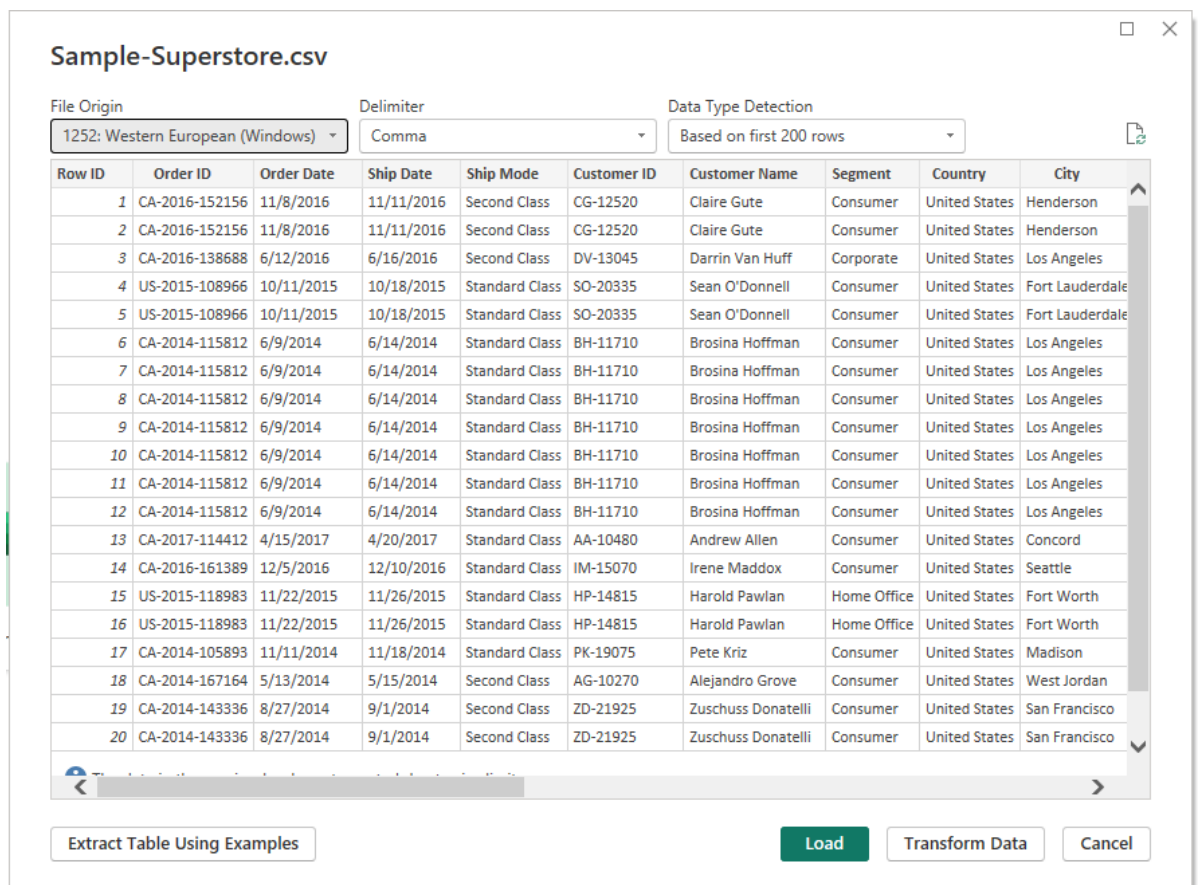 Sample-Superstore.csv
File Origin Delimiter Data Type Detection
1252: Western European (Windows) Comma Based on first 200 rows
Row ID Order ID Order Date Ship Date Ship Mode Customer ID Customer Name Segment Country City
1 CA-2016-152156 11/8/2016 11/11/2016 Second Class CG-12520 Claire Gute Consumer United States Henderson
2 CA-2016-152156 11/8/2016 11/11/2016 Second Class CG-12520 Claire Gute Consumer United States Henderson
3 CA-2016-138688 6/12/2016 6/16/2016 Second Class DV-13045 Darrin Van Huff Corporate United States Los Angeles
4 US-2015-108966 10/11/2015 10/18/2015 Standard Class SO-20335 Sean O'Donnell Consumer United States Fort Lauderdale
5 US-2015-108966 10/11/2015 10/18/2015 Standard Class SO-20335 Sean O'Donnell Consumer United States Fort Lauderdale
6 CA-2014-115812 6/9/2014 6/14/2014 Standard Class BH-11710 Brosina Hoffman Consumer United States Los Angeles
7 CA-2014-115812 6/9/2014 6/14/2014 Standard Class BH-11710 Brosina Hoffman Consumer United States Los Angeles
8 CA-2014-115812 6/9/2014 6/14/2014 Standard Class BH-11710 Brosina Hoffman Consumer United States Los Angeles
9 CA-2014-115812 6/9/2014 6/14/2014 Standard Class BH-11710 Brosina Hoffman Consumer United States Los Angeles
10 CA-2014-115812 6/9/2014 6/14/2014 Standard Class BH-11710 Brosina Hoffman Consumer United States Los Angeles
11 CA-2014-115812 6/9/2014 6/14/2014 Standard Class BH-11710 Brosina Hoffman Consumer United States Los Angeles
12 CA-2014-115812 6/9/2014 6/14/2014 Standard Class BH-11710 Brosina Hoffman Consumer United States Los Angeles
13 CA-2017-114412 4/15/2017 4/20/2017 Standard Class AA-10480 Andrew Allen Consumer United States Concord
14 CA-2016-161389 12/5/2016 12/10/2016 Standard Class IM-15070 Irene Maddox Consumer United States Seattle
15 US-2015-118983 11/22/2015 11/26/2015 Standard Class HP-14815 Harold Pawlan Home Office United States Fort Worth
16 US-2015-118983 11/22/2015 11/26/2015 Standard Class HP-14815 Harold Pawlan Home Office United States Fort Worth
17 CA-2014-105893 11/11/2014 11/18/2014 Standard Class PK-19075 Pete Kriz Consumer United States Madison
18 CA-2014-167164 5/13/2014 5/15/2014 Second Class AG-10270 Alejandro Grove Consumer United States West Jordan
19 CA-2014-143336 8/27/2014 9/1/2014 Second Class ZD-21925 Zuschuss Donatelli Consumer United States San Francisco
20 CA-2014-143336 8/27/2014 9/1/2014 Second Class ZD-21925 Zuschuss Donatelli Consumer United States San Francisco
Extract Table Using Examples Load Transform Data Cancel